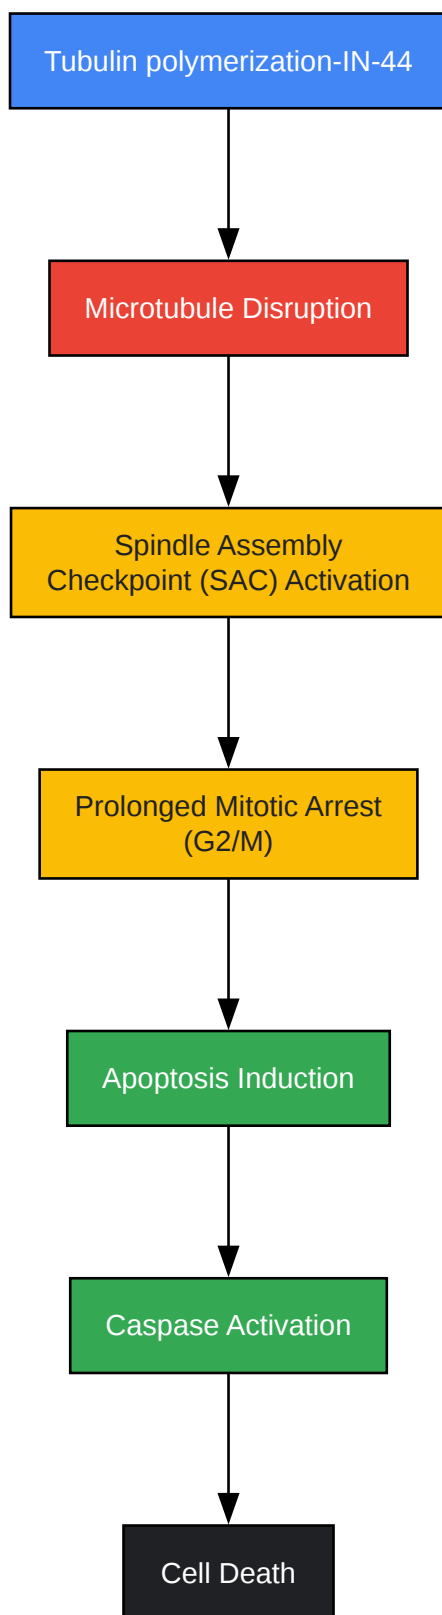 Tubulin polymerization-IN-44
Microtubule Disruption
Spindle Assembly
Checkpoint (SAC) Activation
Prolonged Mitotic Arrest
(G2/M)
Apoptosis Induction
Caspase Activation
Cell Death